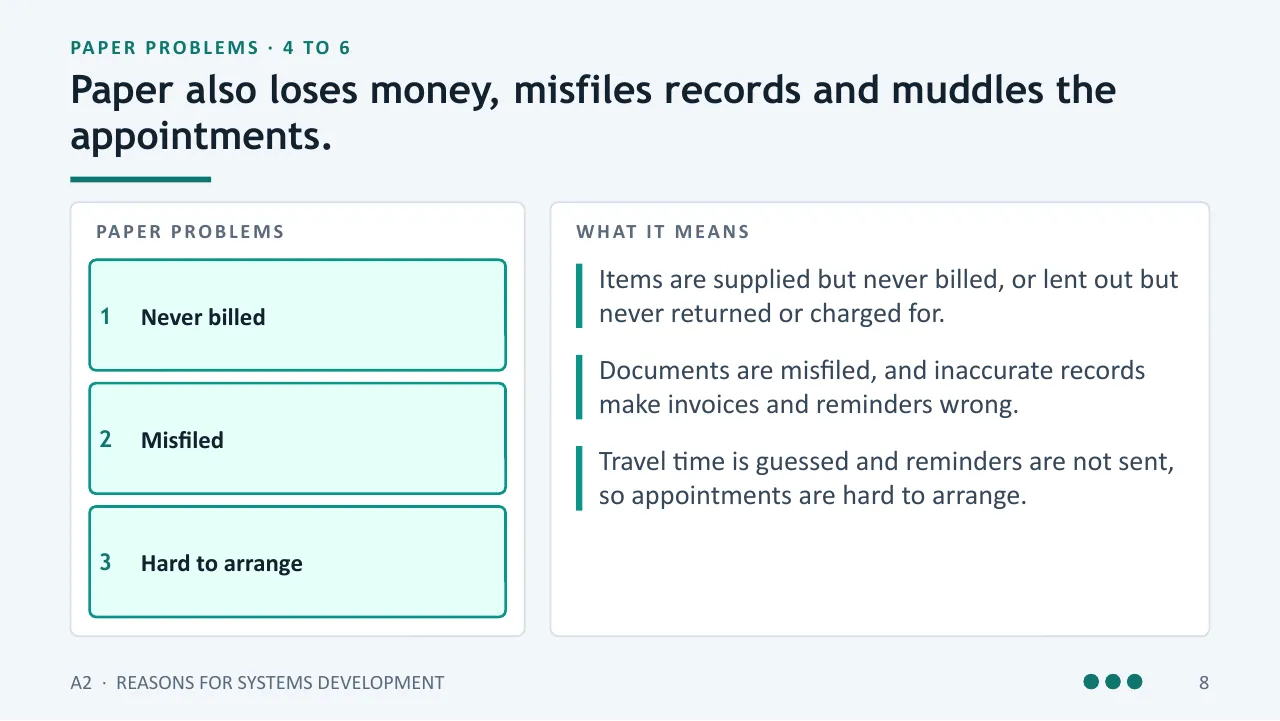 PAPER PROBLEMS · 4 TO 6
Paper also loses money, misfiles records and muddles the
appointments.
PAPER PROBLEMS
1 Never billed
2 Misfiled
3 Hard to arrange
WHAT IT MEANS
Items are supplied but never billed, or lent out but
never returned or charged for.
Documents are misfiled, and inaccurate records
make invoices and reminders wrong.
Travel time is guessed and reminders are not sent,
so appointments are hard to arrange.
A2 · REASONS FOR SYSTEMS DEVELOPMENT
8